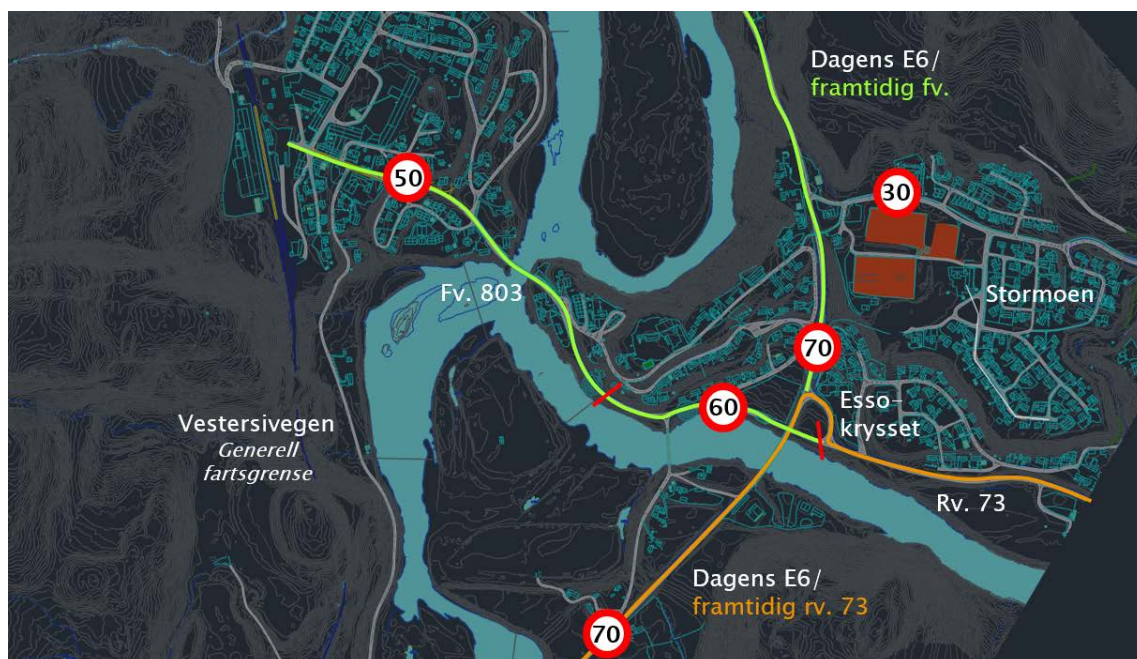 Dagens E6/
framtidig fv.
50
30
Fv. 803
Stormoen
70
60
Esso-
krysset
Vestersivegen
Generell
fartsgrense
Rv. 73
Dagens E6/
framtidig rv. 73
70